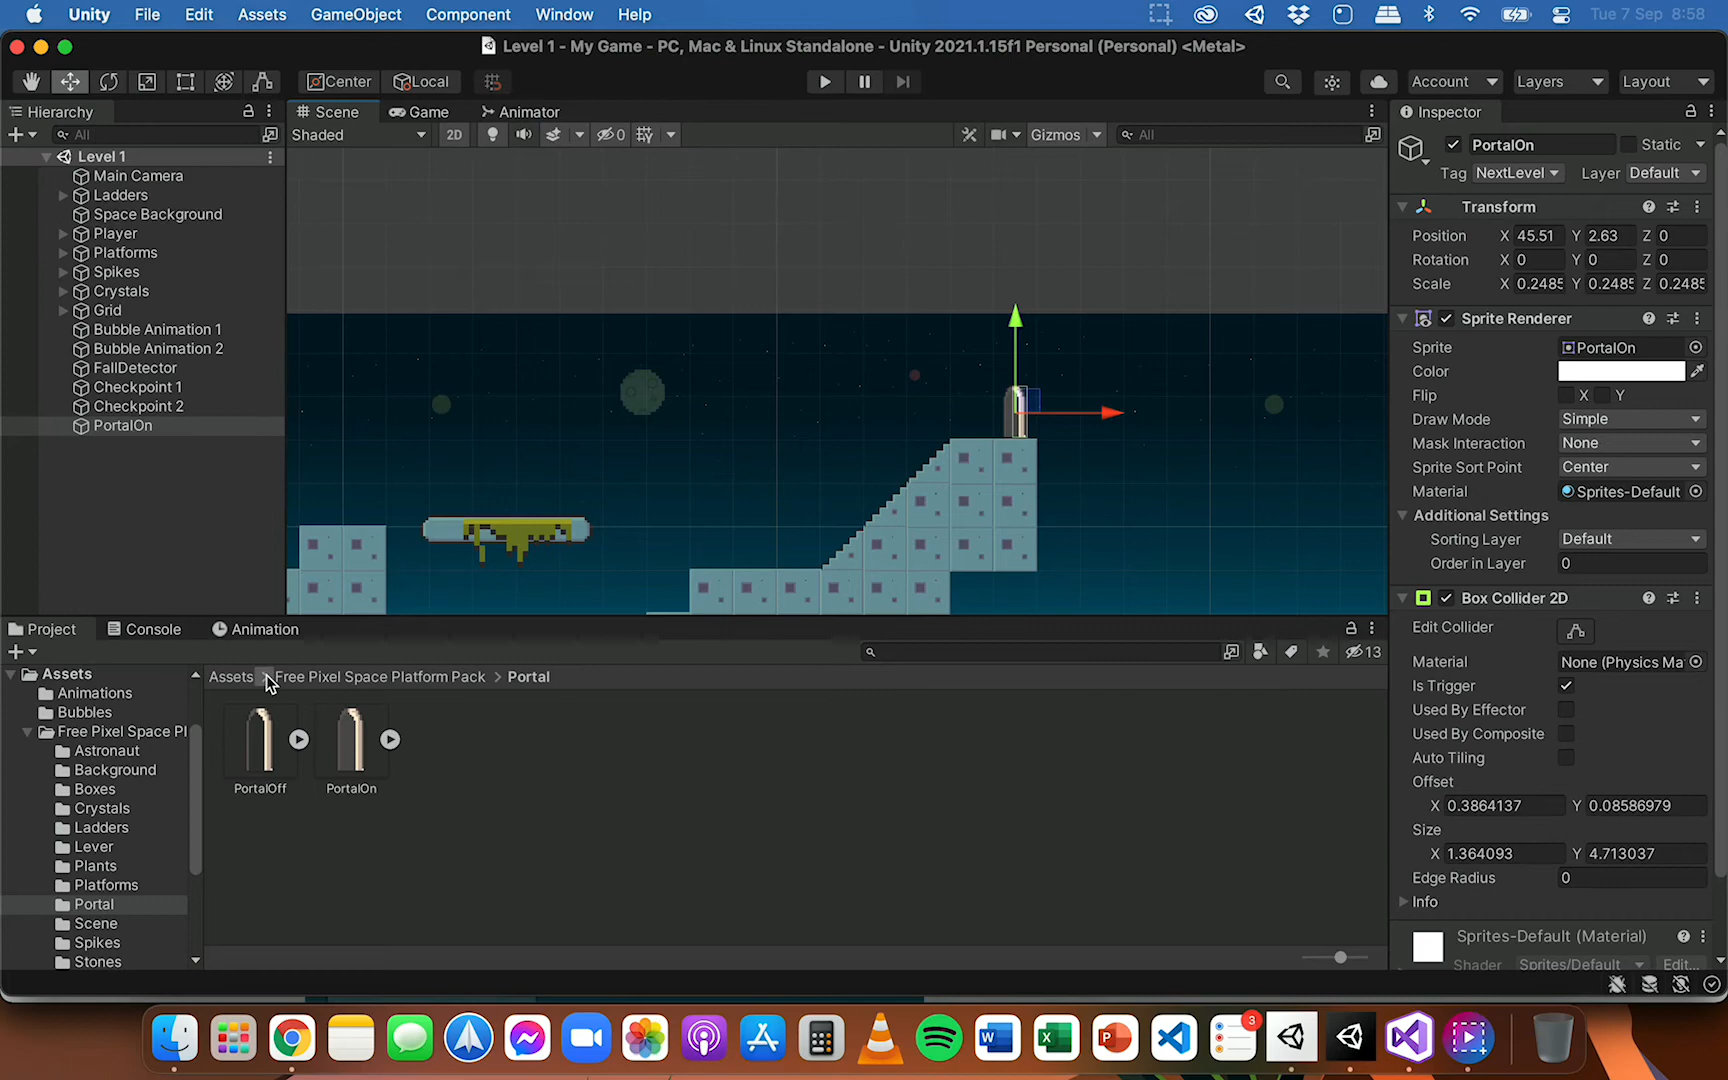 Unity File Edit Assets GameObject Component Window Help Tue 7 Sep 8:58
Level 1 - My Game - PC, Mac & Linux Standalone - Unity 2021.1.15f1 Personal (Personal) <Metal>
Center Local Account Layers Layout
Hierarchy Scene Game Animator Inspector
All Shaded 2D 0 Gizmos All
PortalOn Static
Tag NextLevel Layer Default
Level 1
Main Camera
Ladders
Space Background
Player
Platforms
Spikes
Crystals
Grid
Bubble Animation 1
Bubble Animation 2
FallDetector
Checkpoint 1
Checkpoint 2
PortalOn
Transform
Position X 45.51 Y 2.63 Z 0
Rotation X 0 Y 0 Z 0
Scale X 0.2485 Y 0.2485 Z 0.2485
Sprite Renderer
Sprite PortalOn
Color
Flip X Y
Draw Mode Simple
Mask Interaction None
Sprite Sort Point Center
Material Sprites-Default
Additional Settings
Sorting Layer Default
Order in Layer 0
Box Collider 2D
Edit Collider
Material None (Physics Ma
Is Trigger
Used By Effector
Used By Composite
Auto Tiling
Offset
X 0.3864137 Y 0.08586979
Size
X 1.364093 Y 4.713037
Edge Radius 0
Info
Sprites-Default (Material)
Shader Sprites/Default Edit...
Project Console Animation
13
Assets
Animations
Bubbles
Free Pixel Space Pl
Astronaut
Background
Boxes
Crystals
Ladders
Lever
Plants
Platforms
Portal
Scene
Spikes
Stones
Assets > Free Pixel Space Platform Pack > Portal
PortalOff PortalOn
W X P 3